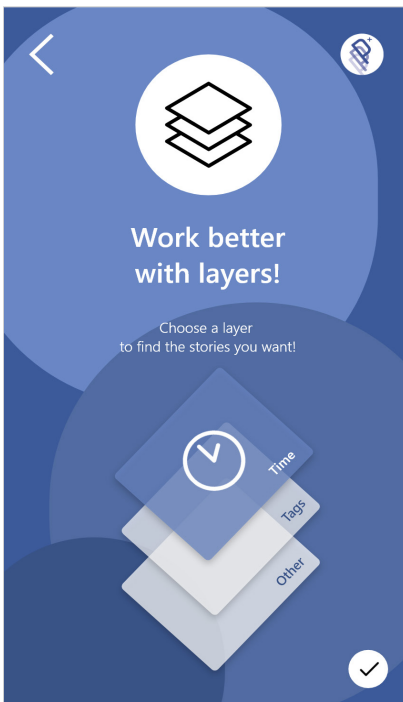 Work better
with layers!
Choose a layer
to find the stories you want!
Time
Tags
Other